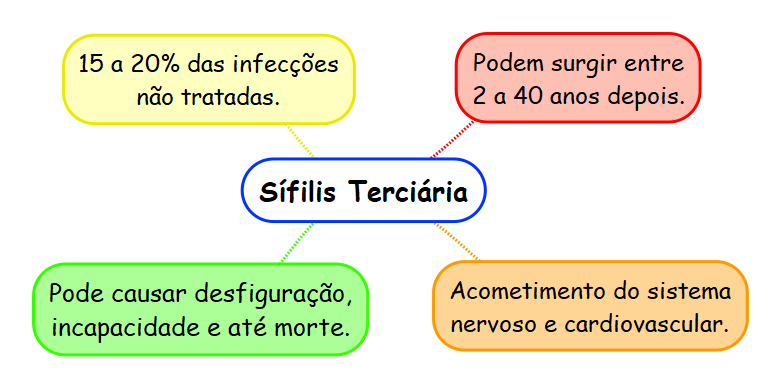 15 a 20% das infecções
não tratadas.
Podem surgir entre
2 a 40 anos depois.
Sífilis Terciária
Pode causar desfiguração,
incapacidade e até morte.
Acometimento do sistema
nervoso e cardiovascular.